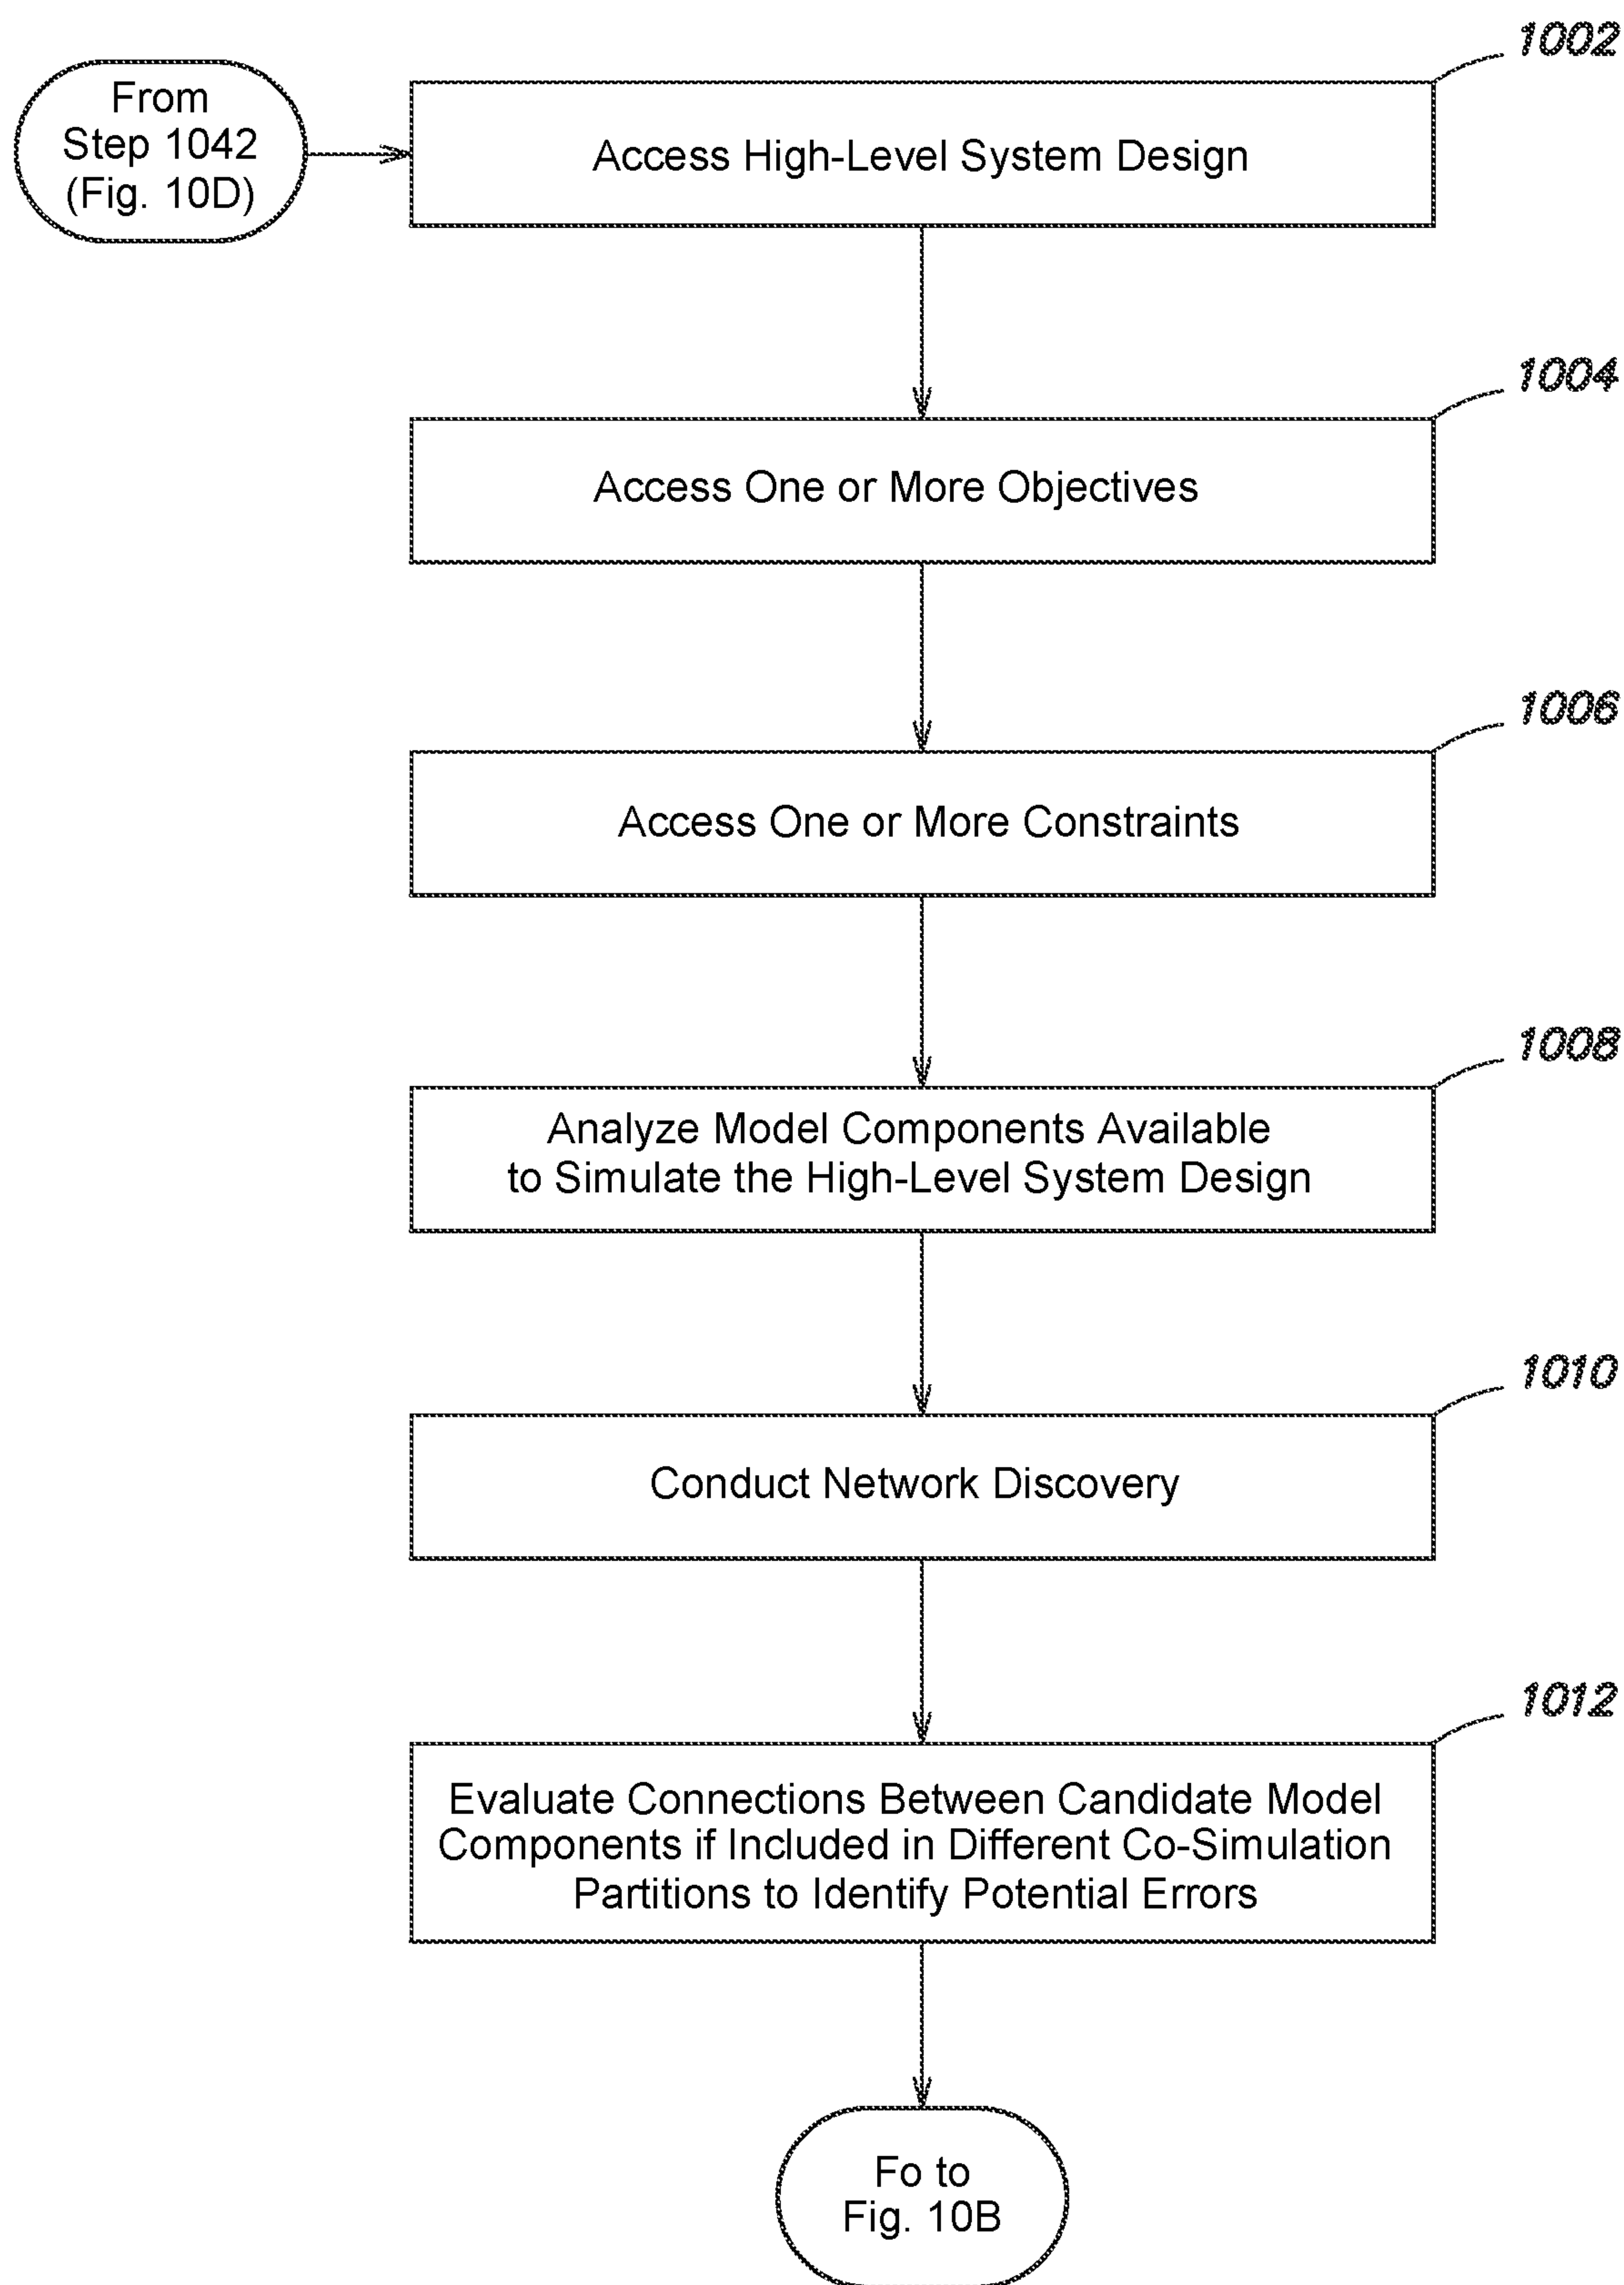 1002
From
Step 1042
(Fig. 10D)
Access High-Level System Design
1004
Access One or More Objectives
1006
Access One or More Constraints
1008
Analyze Model Components Available
to Simulate the High-Level System Design
1010
Conduct Network Discovery
1012
Evaluate Connections Between Candidate Model
Components if Included in Different Co-Simulation
Partitions to Identify Potential Errors
Fo to
Fig. 10B